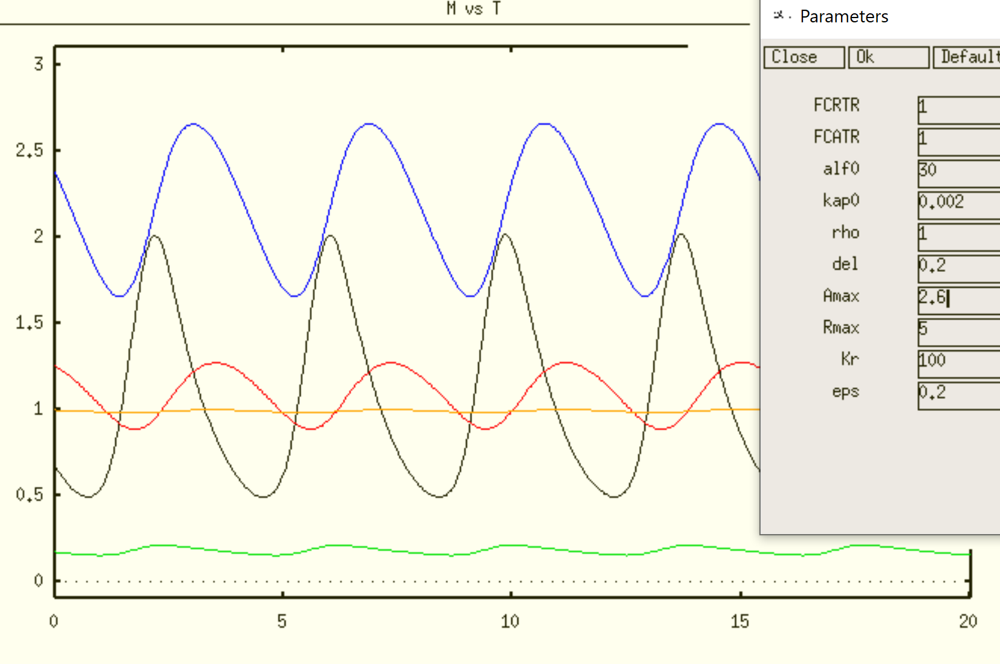 M vs T
3
2.5
2
1.5
1
0.5
0
0 5 10 15 20
Parameters
Close Ok Default
FCRTR 1
FCATR 1
alf0 30
kap0 0.002
rho 1
del 0.2
Amax 2.6
Rmax 5
Kr 100
eps 0.2